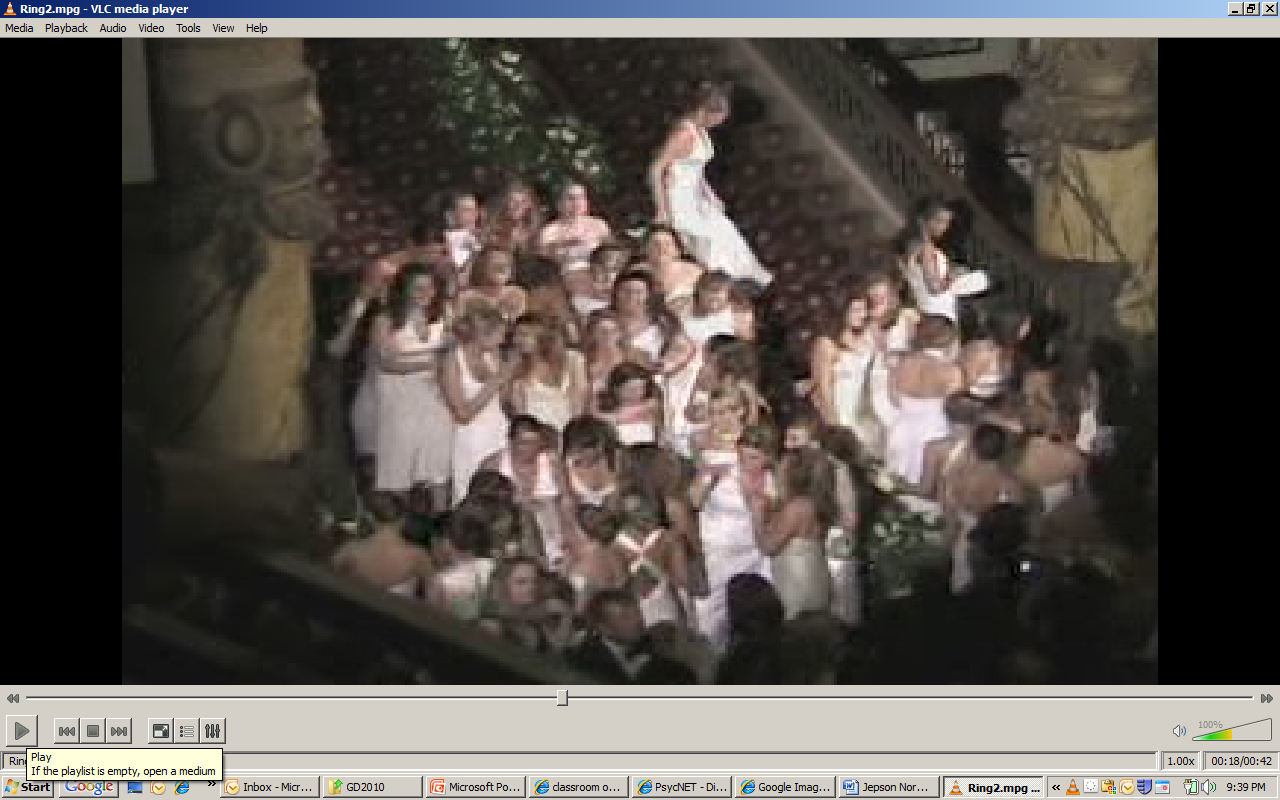 Ring2.mpg - VLC media player
Media Playback Audio Video Tools View Help
100%
Play
If the playlist is empty, open a medium
1.00x 00:18/00:42
Start Google » Inbox - Micr... GD2010 Microsoft Po... classroom o... PsycNET - Di... Google Imag... Jepson Nor... Ring2.mpg ... « 9:39 PM